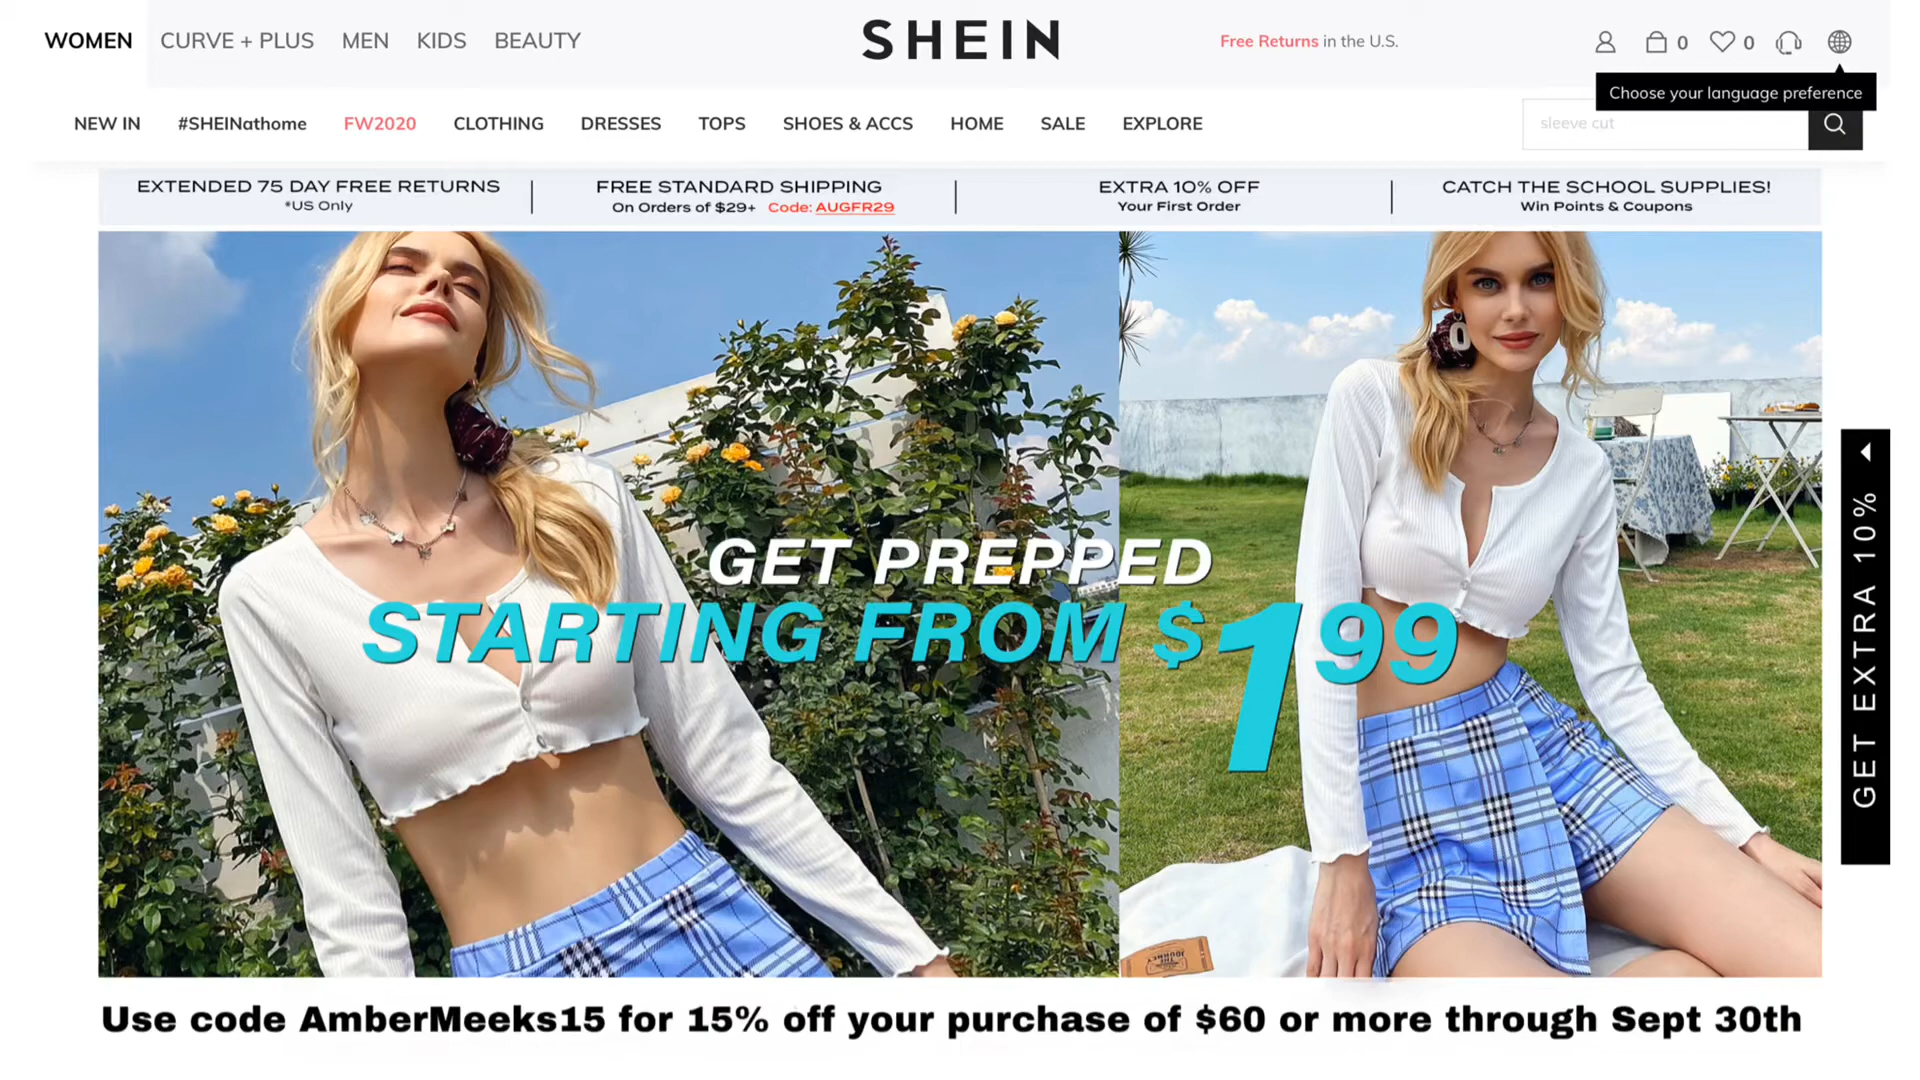 WOMEN CURVE + PLUS MEN KIDS BEAUTY
SHEIN
Free Returns in the U.S.
0 0
Choose your language preference
NEW IN #SHEINathome FW2020 CLOTHING DRESSES TOPS SHOES & ACCS HOME SALE EXPLORE
sleeve cut
EXTENDED 75 DAY FREE RETURNS
*US Only
FREE STANDARD SHIPPING
On Orders of $29+ Code: AUGFR29
EXTRA 10% OFF
Your First Order
CATCH THE SCHOOL SUPPLIES!
Win Points & Coupons
GET PREPPED
STARTING FROM $199
GET EXTRA 10%
THE JOURNEY
Use code AmberMeeks15 for 15% off your purchase of $60 or more through Sept 30th